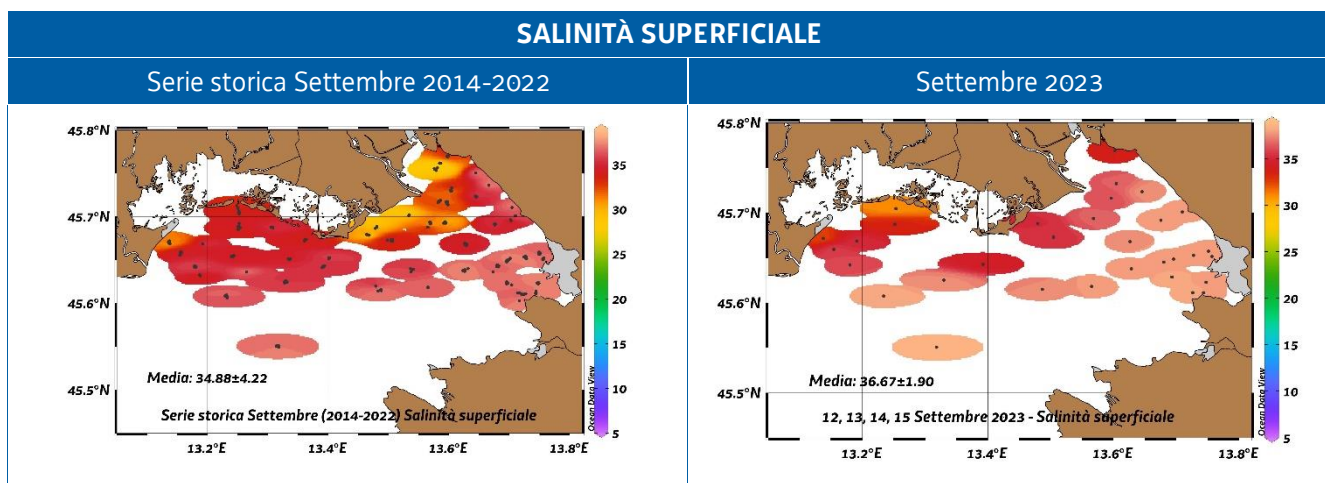 SALINITÀ SUPERFICIALE
Serie storica Settembre 2014-2022
Settembre 2023
45.8°N
45.7°N
45.6°N
45.5°N
13.2°E
13.4°E
13.6°E
13.8°E
35
30
25
20
15
10
5
Ocean Data View
Media: 34.88±4.22
Serie storica Settembre (2014-2022) Salinità superficiale
45.8°N
45.7°N
45.6°N
45.5°N
13.2°E
13.4°E
13.6°E
13.8°E
35
30
25
20
15
10
5
Ocean Data View
Media: 36.67±1.90
12, 13, 14, 15 Settembre 2023 - Salinità superficiale